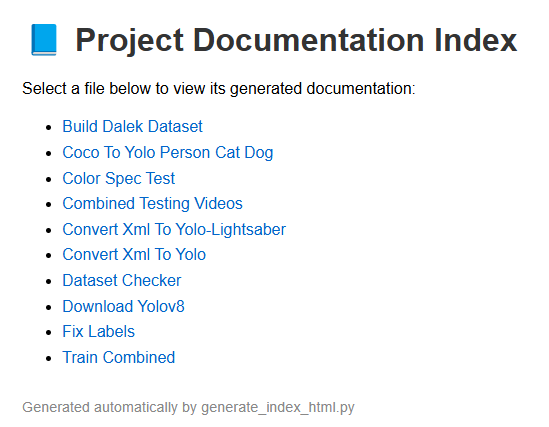 Project Documentation Index
Select a file below to view its generated documentation:
Build Dalek Dataset
Coco To Yolo Person Cat Dog
Color Spec Test
Combined Testing Videos
Convert Xml To Yolo-Lightsaber
Convert Xml To Yolo
Dataset Checker
Download Yolov8
Fix Labels
Train Combined
Generated automatically by generate_index_html.py